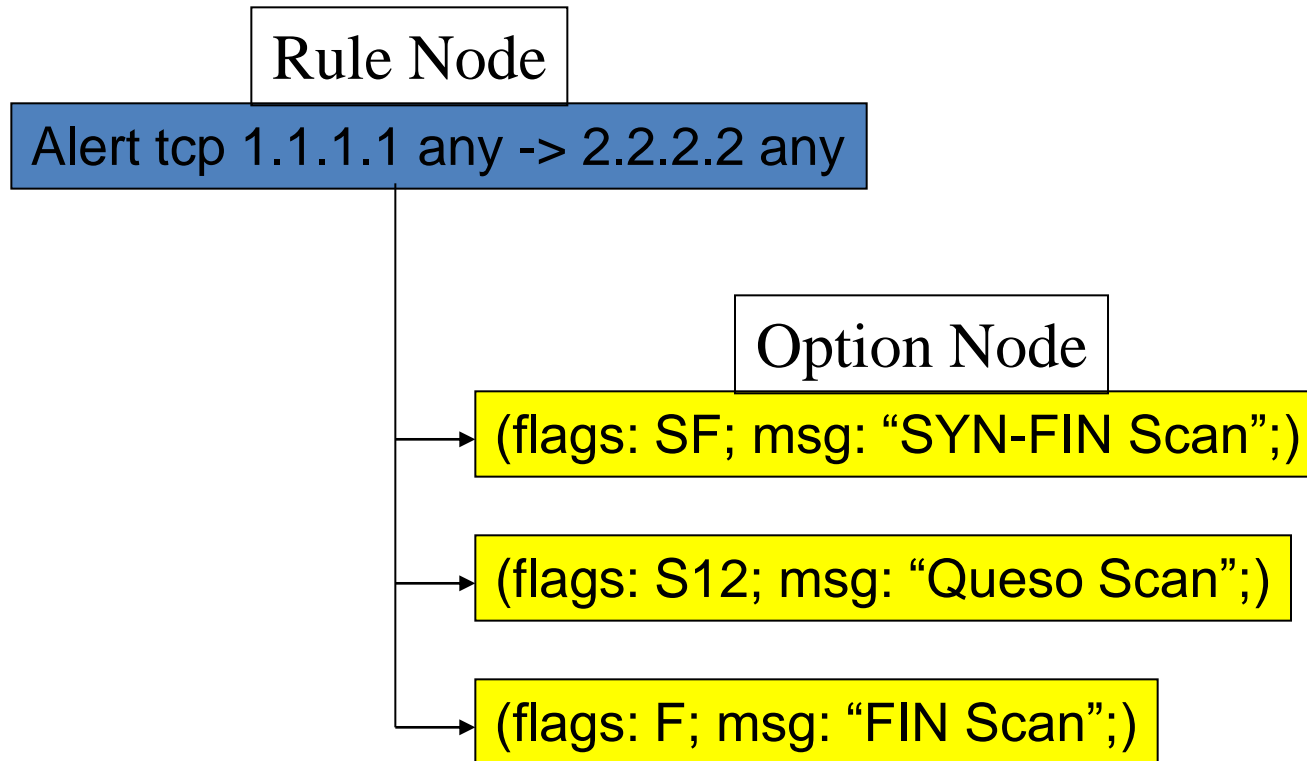 Rule Node
Alert tcp 1.1.1.1 any -> 2.2.2.2 any
Option Node
(flags: SF; msg: “SYN-FIN Scan”;)
(flags: S12; msg: “Queso Scan”;)
(flags: F; msg: “FIN Scan”;)